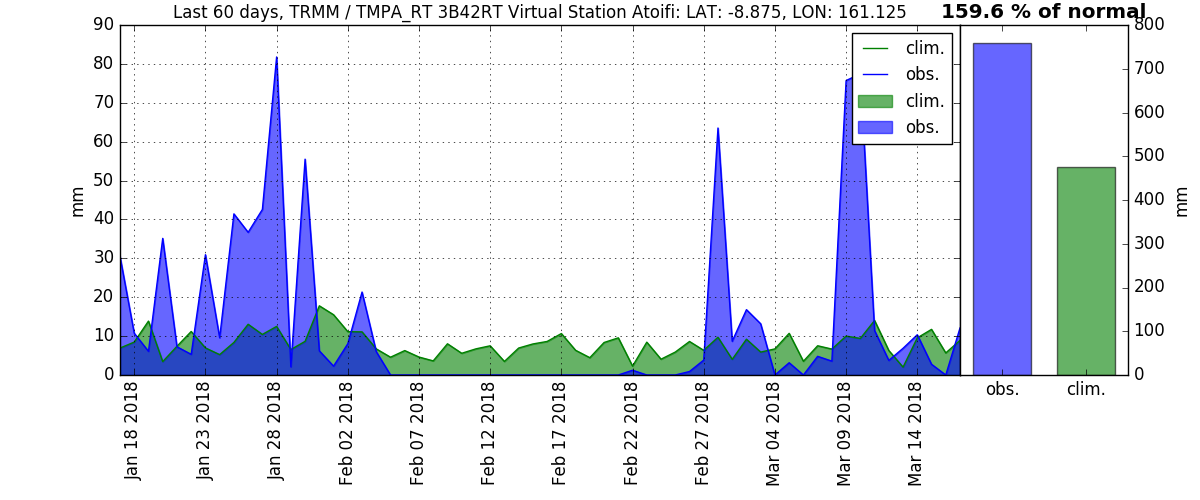 Last 60 days, TRMM / TMPA_RT 3B42RT Virtual Station Atoifi: LAT: -8.875, LON: 161.125
159.6 % of normal
90
80
70
60
50
40
30
20
10
0
mm
clim.
obs.
clim.
obs.
Jan 18 2018
Jan 23 2018
Jan 28 2018
Feb 02 2018
Feb 07 2018
Feb 12 2018
Feb 17 2018
Feb 22 2018
Feb 27 2018
Mar 04 2018
Mar 09 2018
Mar 14 2018
800
700
600
500
400
300
200
100
0
mm
obs.
clim.